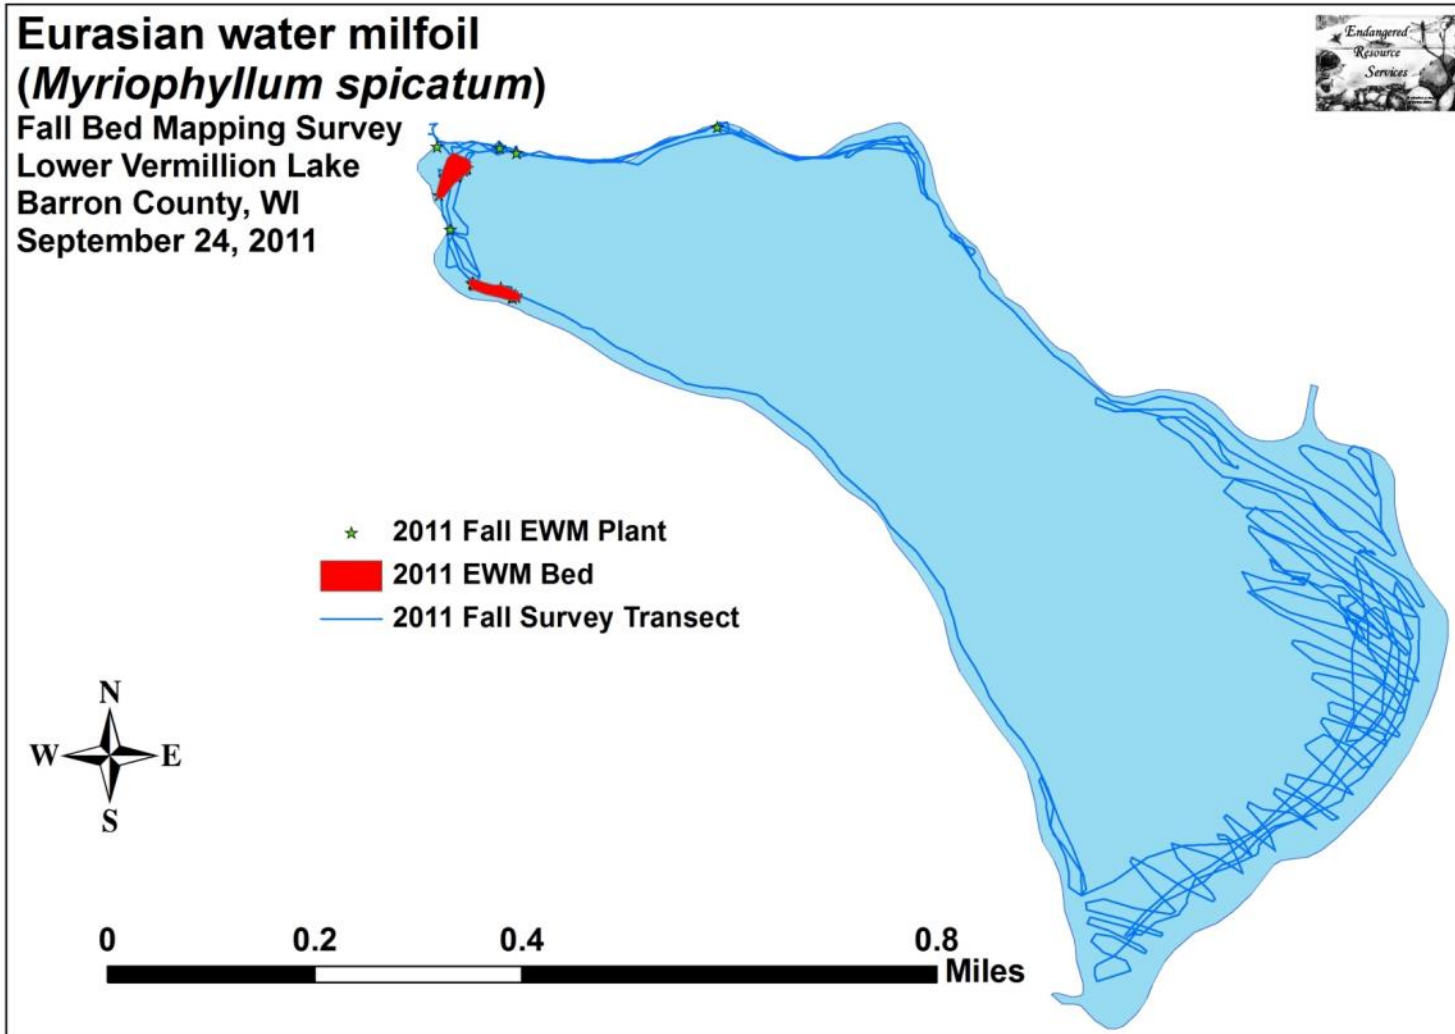 Eurasian water milfoil
(Myriophyllum spicatum)
Fall Bed Mapping Survey
Lower Vermillion Lake
Barron County, WI
September 24, 2011
Endangered
Resource
Services
2011 Fall EWM Plant
2011 EWM Bed
2011 Fall Survey Transect
N
W E
S
0 0.2 0.4 0.8
Miles